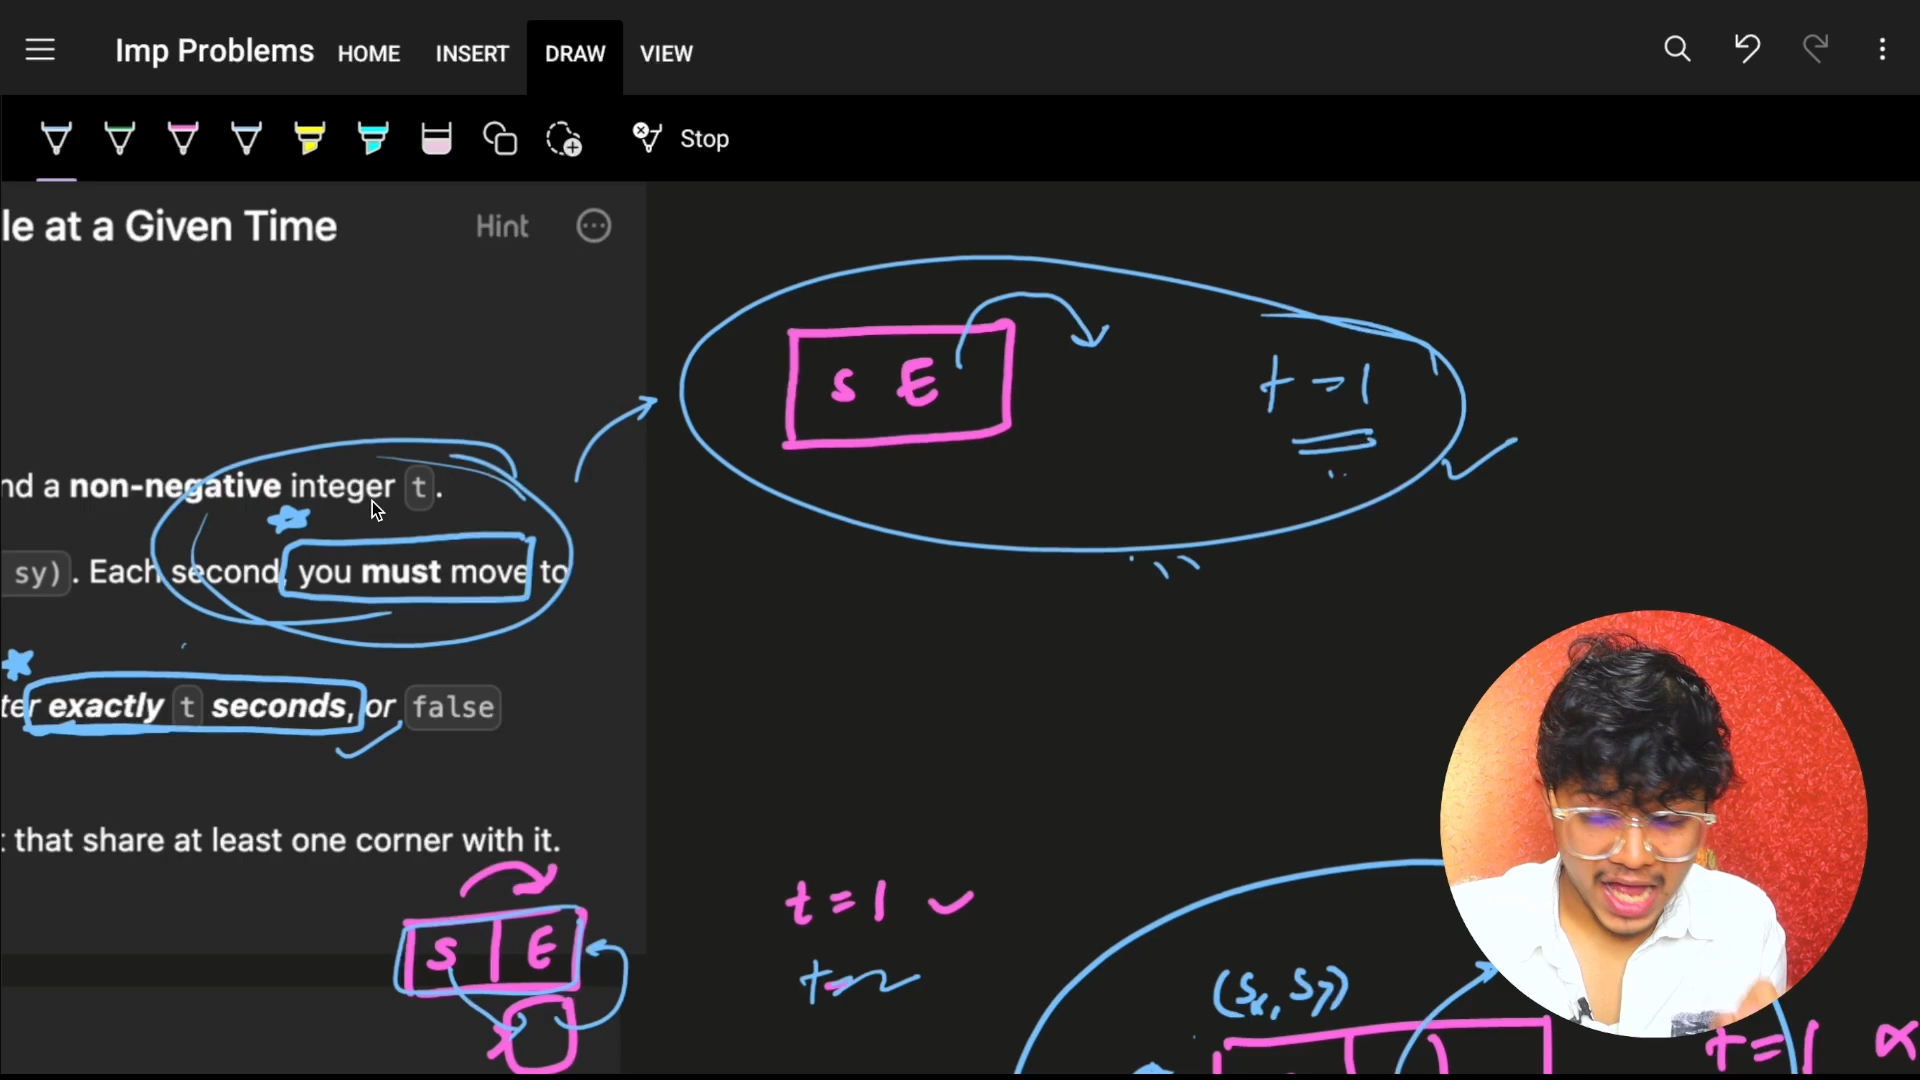 Imp Problems HOME INSERT DRAW VIEW
Stop
le at a Given Time Hint
s E
t = 1
nd a non-negative integer t.
sy). Each second, you must move to
ter exactly t seconds, or false
t that share at least one corner with it.
S E
t = 1
t = 2
(Sx, Sy)
t = 1